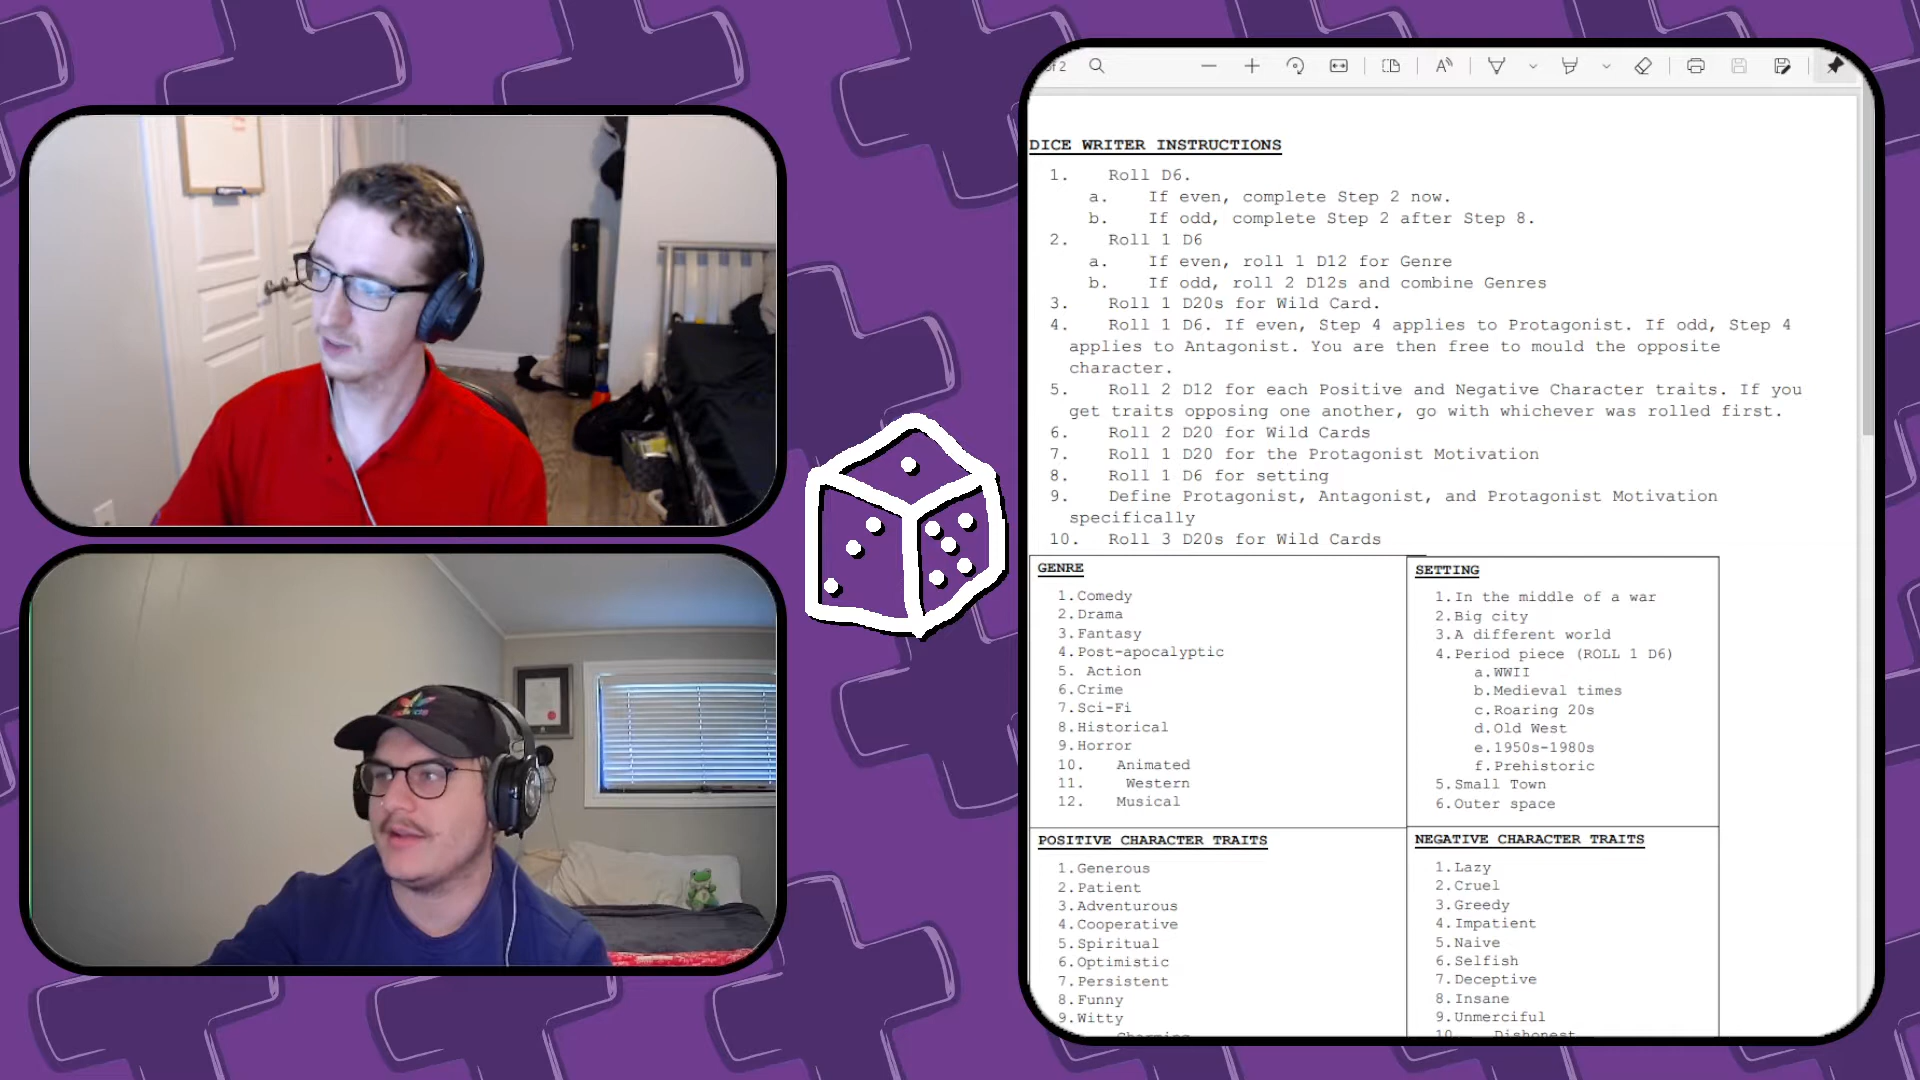 of 2
DICE WRITER INSTRUCTIONS
1. Roll D6.
a. If even, complete Step 2 now.
b. If odd, complete Step 2 after Step 8.
2. Roll 1 D6
a. If even, roll 1 D12 for Genre
b. If odd, roll 2 D12s and combine Genres
3. Roll 1 D20s for Wild Card.
4. Roll 1 D6. If even, Step 4 applies to Protagonist. If odd, Step 4
applies to Antagonist. You are then free to mould the opposite
character.
5. Roll 2 D12 for each Positive and Negative Character traits. If you
get traits opposing one another, go with whichever was rolled first.
6. Roll 2 D20 for Wild Cards
7. Roll 1 D20 for the Protagonist Motivation
8. Roll 1 D6 for setting
9. Define Protagonist, Antagonist, and Protagonist Motivation
specifically
10. Roll 3 D20s for Wild Cards
GENRE
1.Comedy
2.Drama
3.Fantasy
4.Post-apocalyptic
5. Action
6.Crime
7.Sci-Fi
8.Historical
9.Horror
10. Animated
11. Western
12. Musical
SETTING
1.In the middle of a war
2.Big city
3.A different world
4.Period piece (ROLL 1 D6)
a.WWII
b.Medieval times
c.Roaring 20s
d.Old West
e.1950s-1980s
f.Prehistoric
5.Small Town
6.Outer space
POSITIVE CHARACTER TRAITS
1.Generous
2.Patient
3.Adventurous
4.Cooperative
5.Spiritual
6.Optimistic
7.Persistent
8.Funny
9.Witty
Charming
NEGATIVE CHARACTER TRAITS
1.Lazy
2.Cruel
3.Greedy
4.Impatient
5.Naive
6.Selfish
7.Deceptive
8.Insane
9.Unmerciful
10. Dishonest